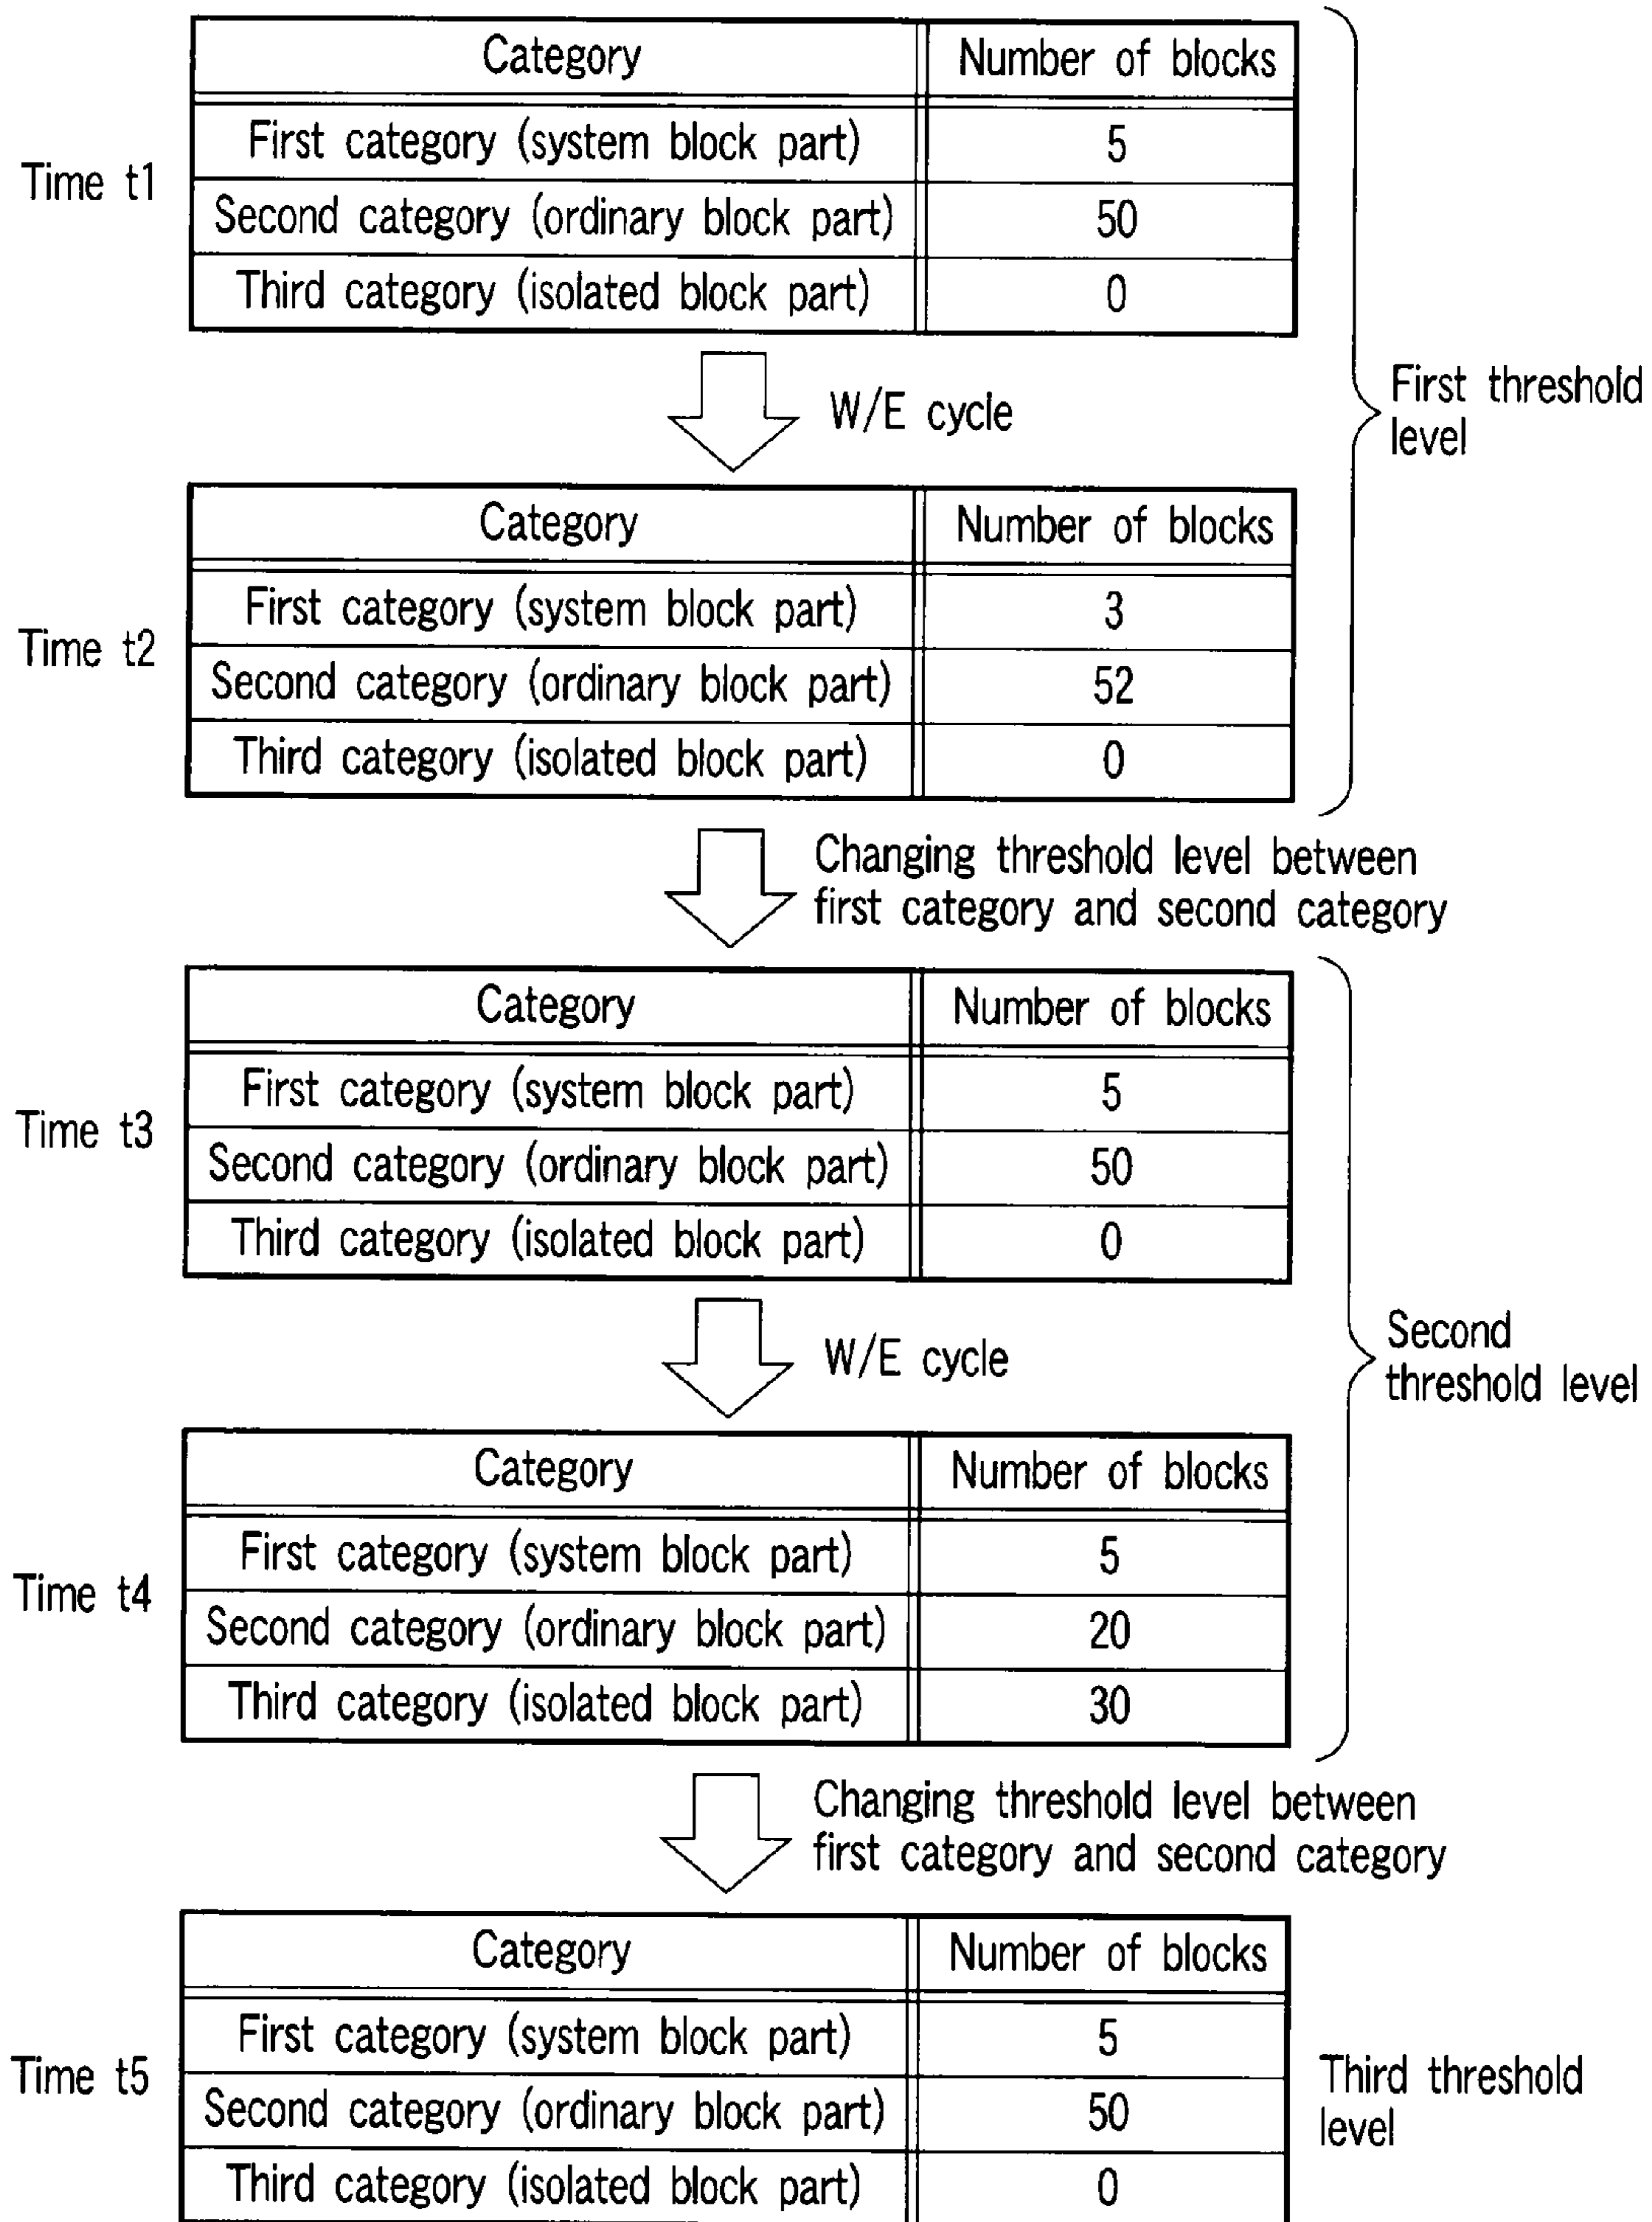 Category Number of blocks
Time t1
First category (system block part) 5
Second category (ordinary block part) 50
Third category (isolated block part) 0
W/E cycle
First threshold
level
Category Number of blocks
Time t2
First category (system block part) 3
Second category (ordinary block part) 52
Third category (isolated block part) 0
Changing threshold level between
first category and second category
Category Number of blocks
Time t3
First category (system block part) 5
Second category (ordinary block part) 50
Third category (isolated block part) 0
W/E cycle
Second
threshold level
Category Number of blocks
Time t4
First category (system block part) 5
Second category (ordinary block part) 20
Third category (isolated block part) 30
Changing threshold level between
first category and second category
Category Number of blocks
Time t5
First category (system block part) 5
Second category (ordinary block part) 50
Third category (isolated block part) 0
Third threshold
level